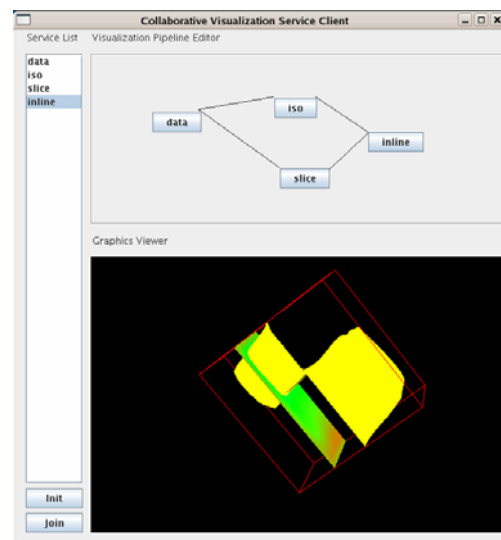 Collaborative Visualization Service Client
Service List Visualization Pipeline Editor
data
iso
slice
inline
iso
data
inline
slice
Graphics Viewer
Init
Join